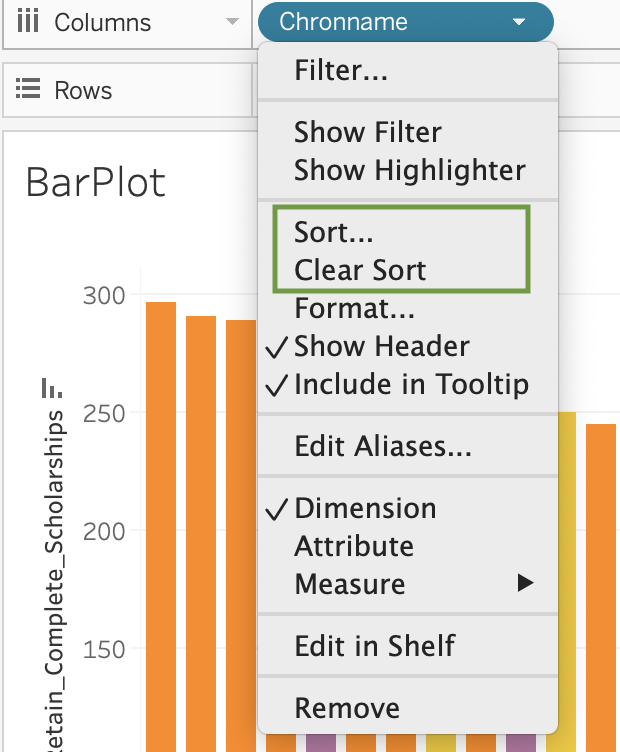 Columns
Chronname
Rows
Filter...
Show Filter
Show Highlighter
Sort...
Clear Sort
Format...
Show Header
Include in Tooltip
Edit Aliases...
Dimension
Attribute
Measure
Edit in Shelf
Remove
BarPlot
300
250
200
150
etain_Complete_Scholarships